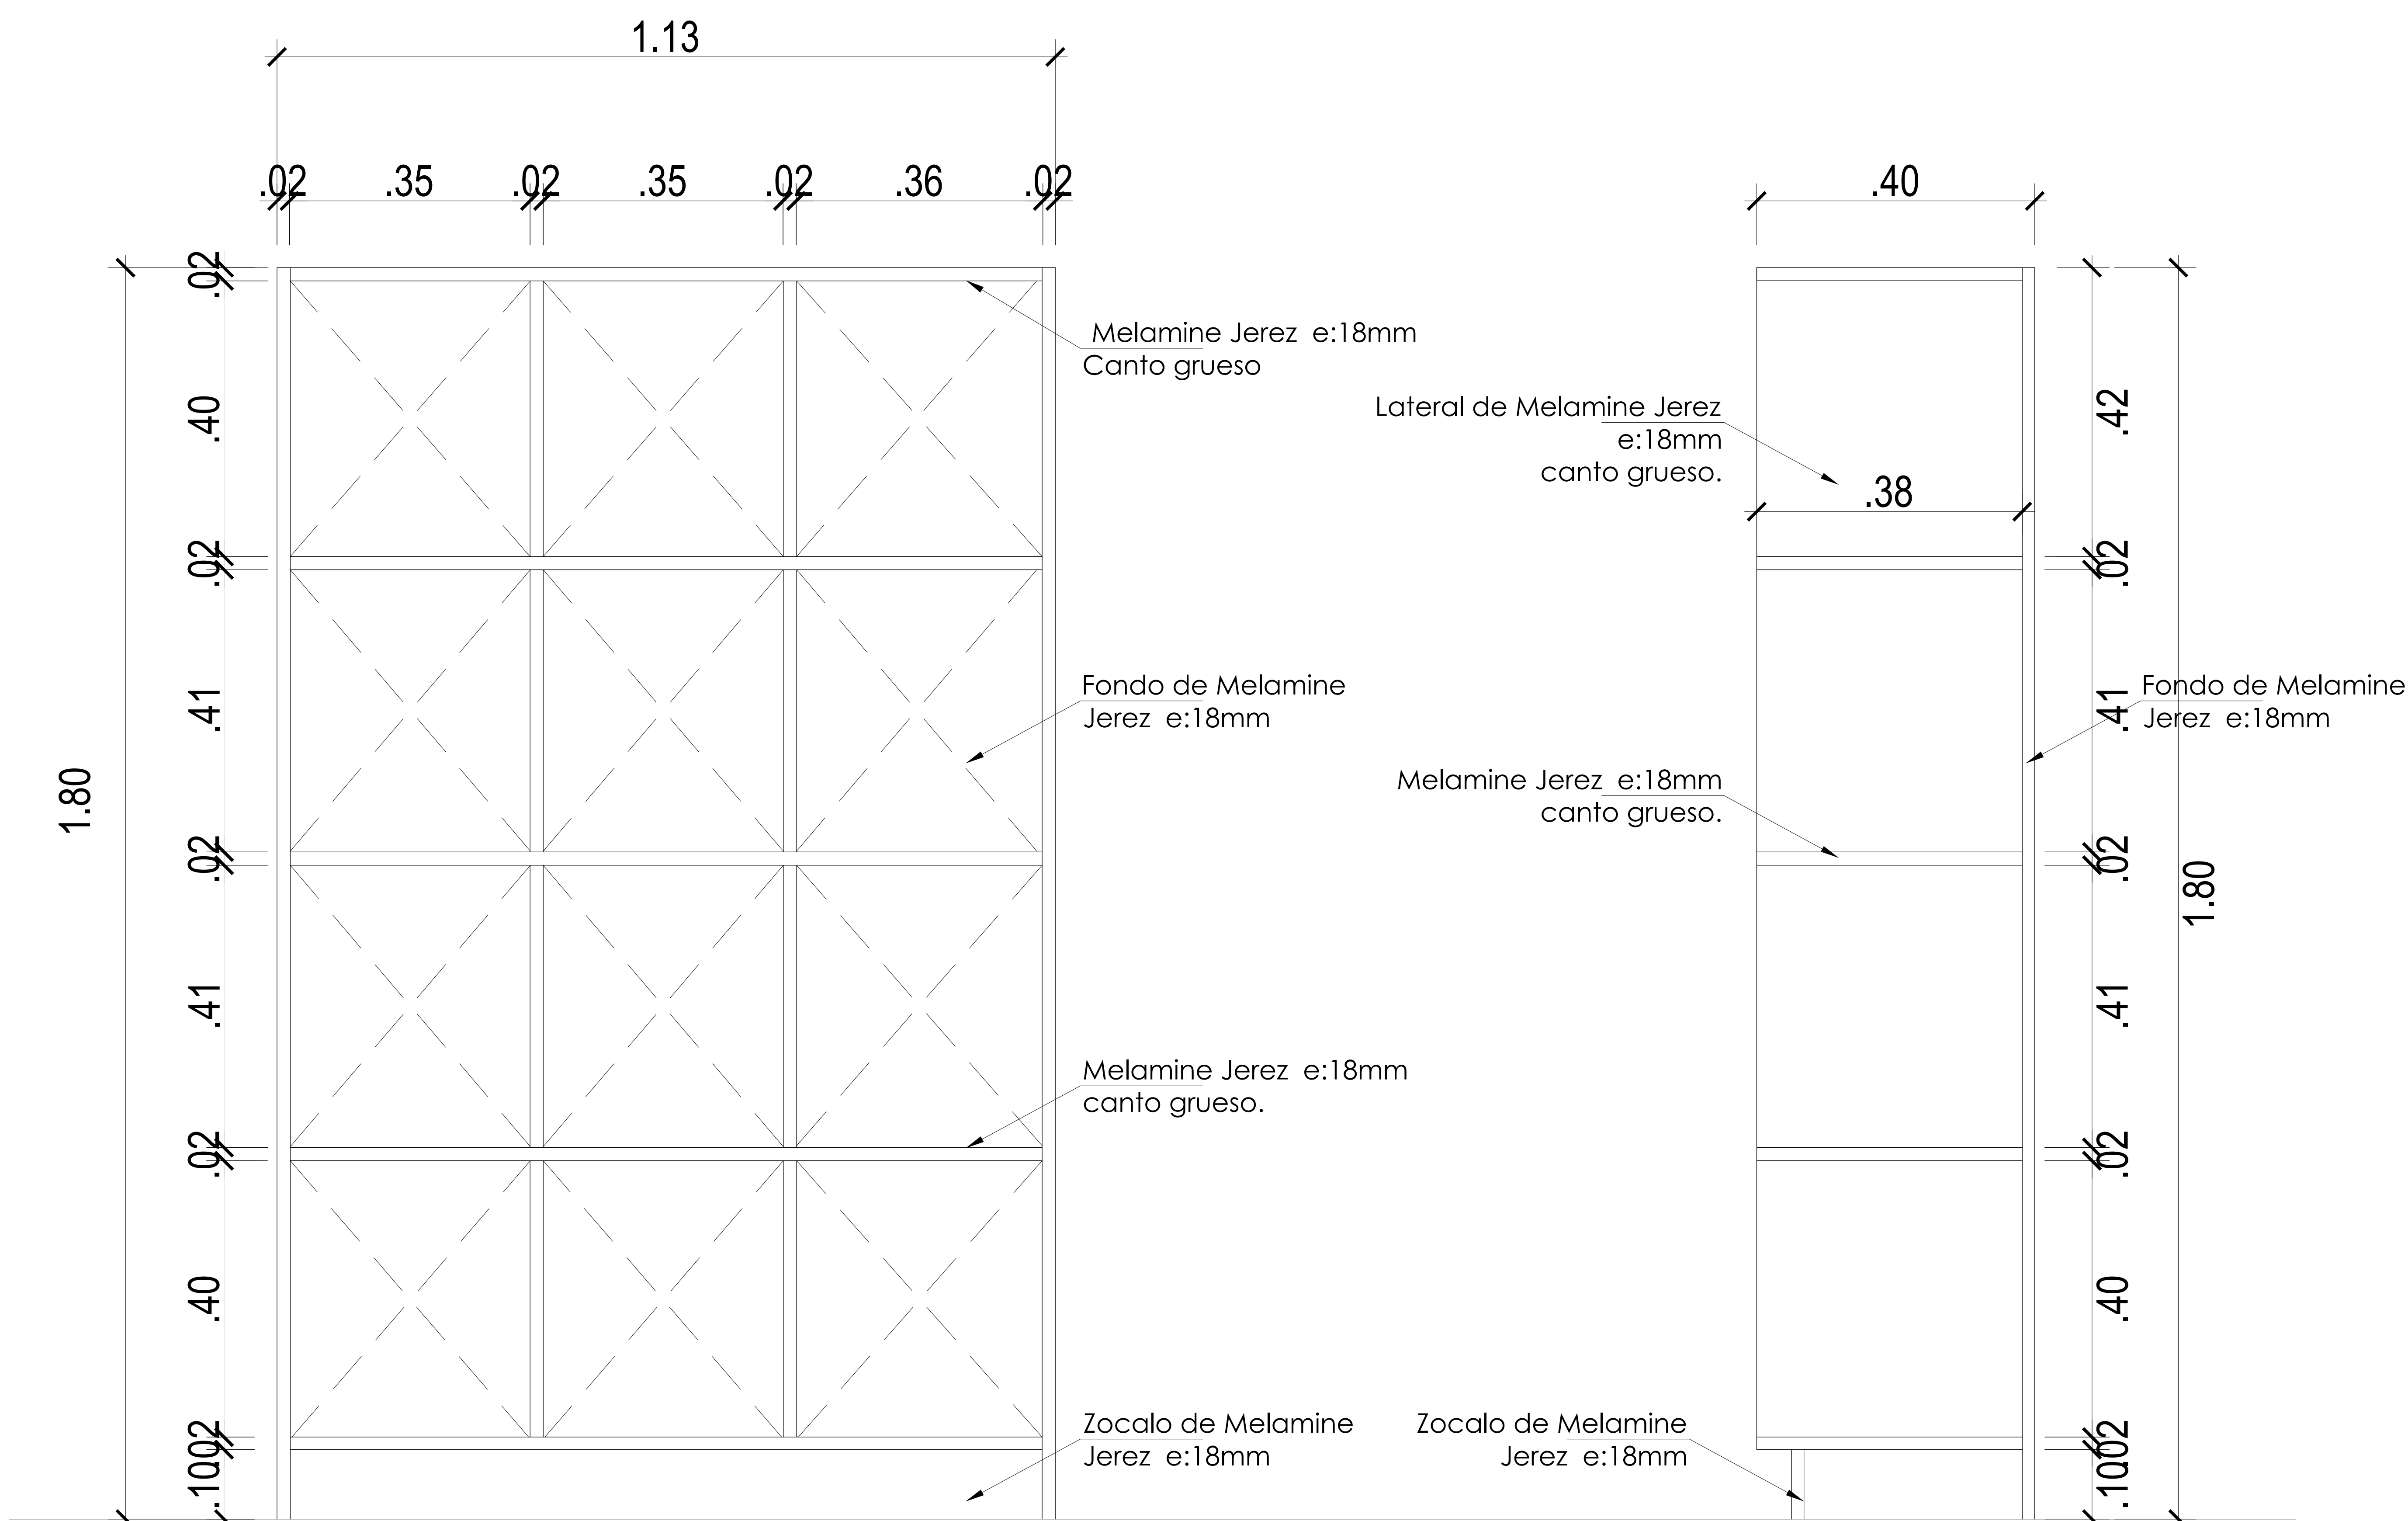 1.13
.02 .35 .02 .35 .02 .36 .02
.40
.02
.40
.02
.41
.02
.41
.02
.40
.02
.10
1.80
Melamine Jerez e:18mm
Canto grueso
Fondo de Melamine
Jerez e:18mm
Melamine Jerez e:18mm
canto grueso.
Zocalo de Melamine
Jerez e:18mm
Lateral de Melamine Jerez
e:18mm
canto grueso.
.38
Melamine Jerez e:18mm
canto grueso.
Zocalo de Melamine
Jerez e:18mm
.42
.02
.41
.02
.41
.02
.40
.02
.10
1.80
Fondo de Melamine
Jerez e:18mm